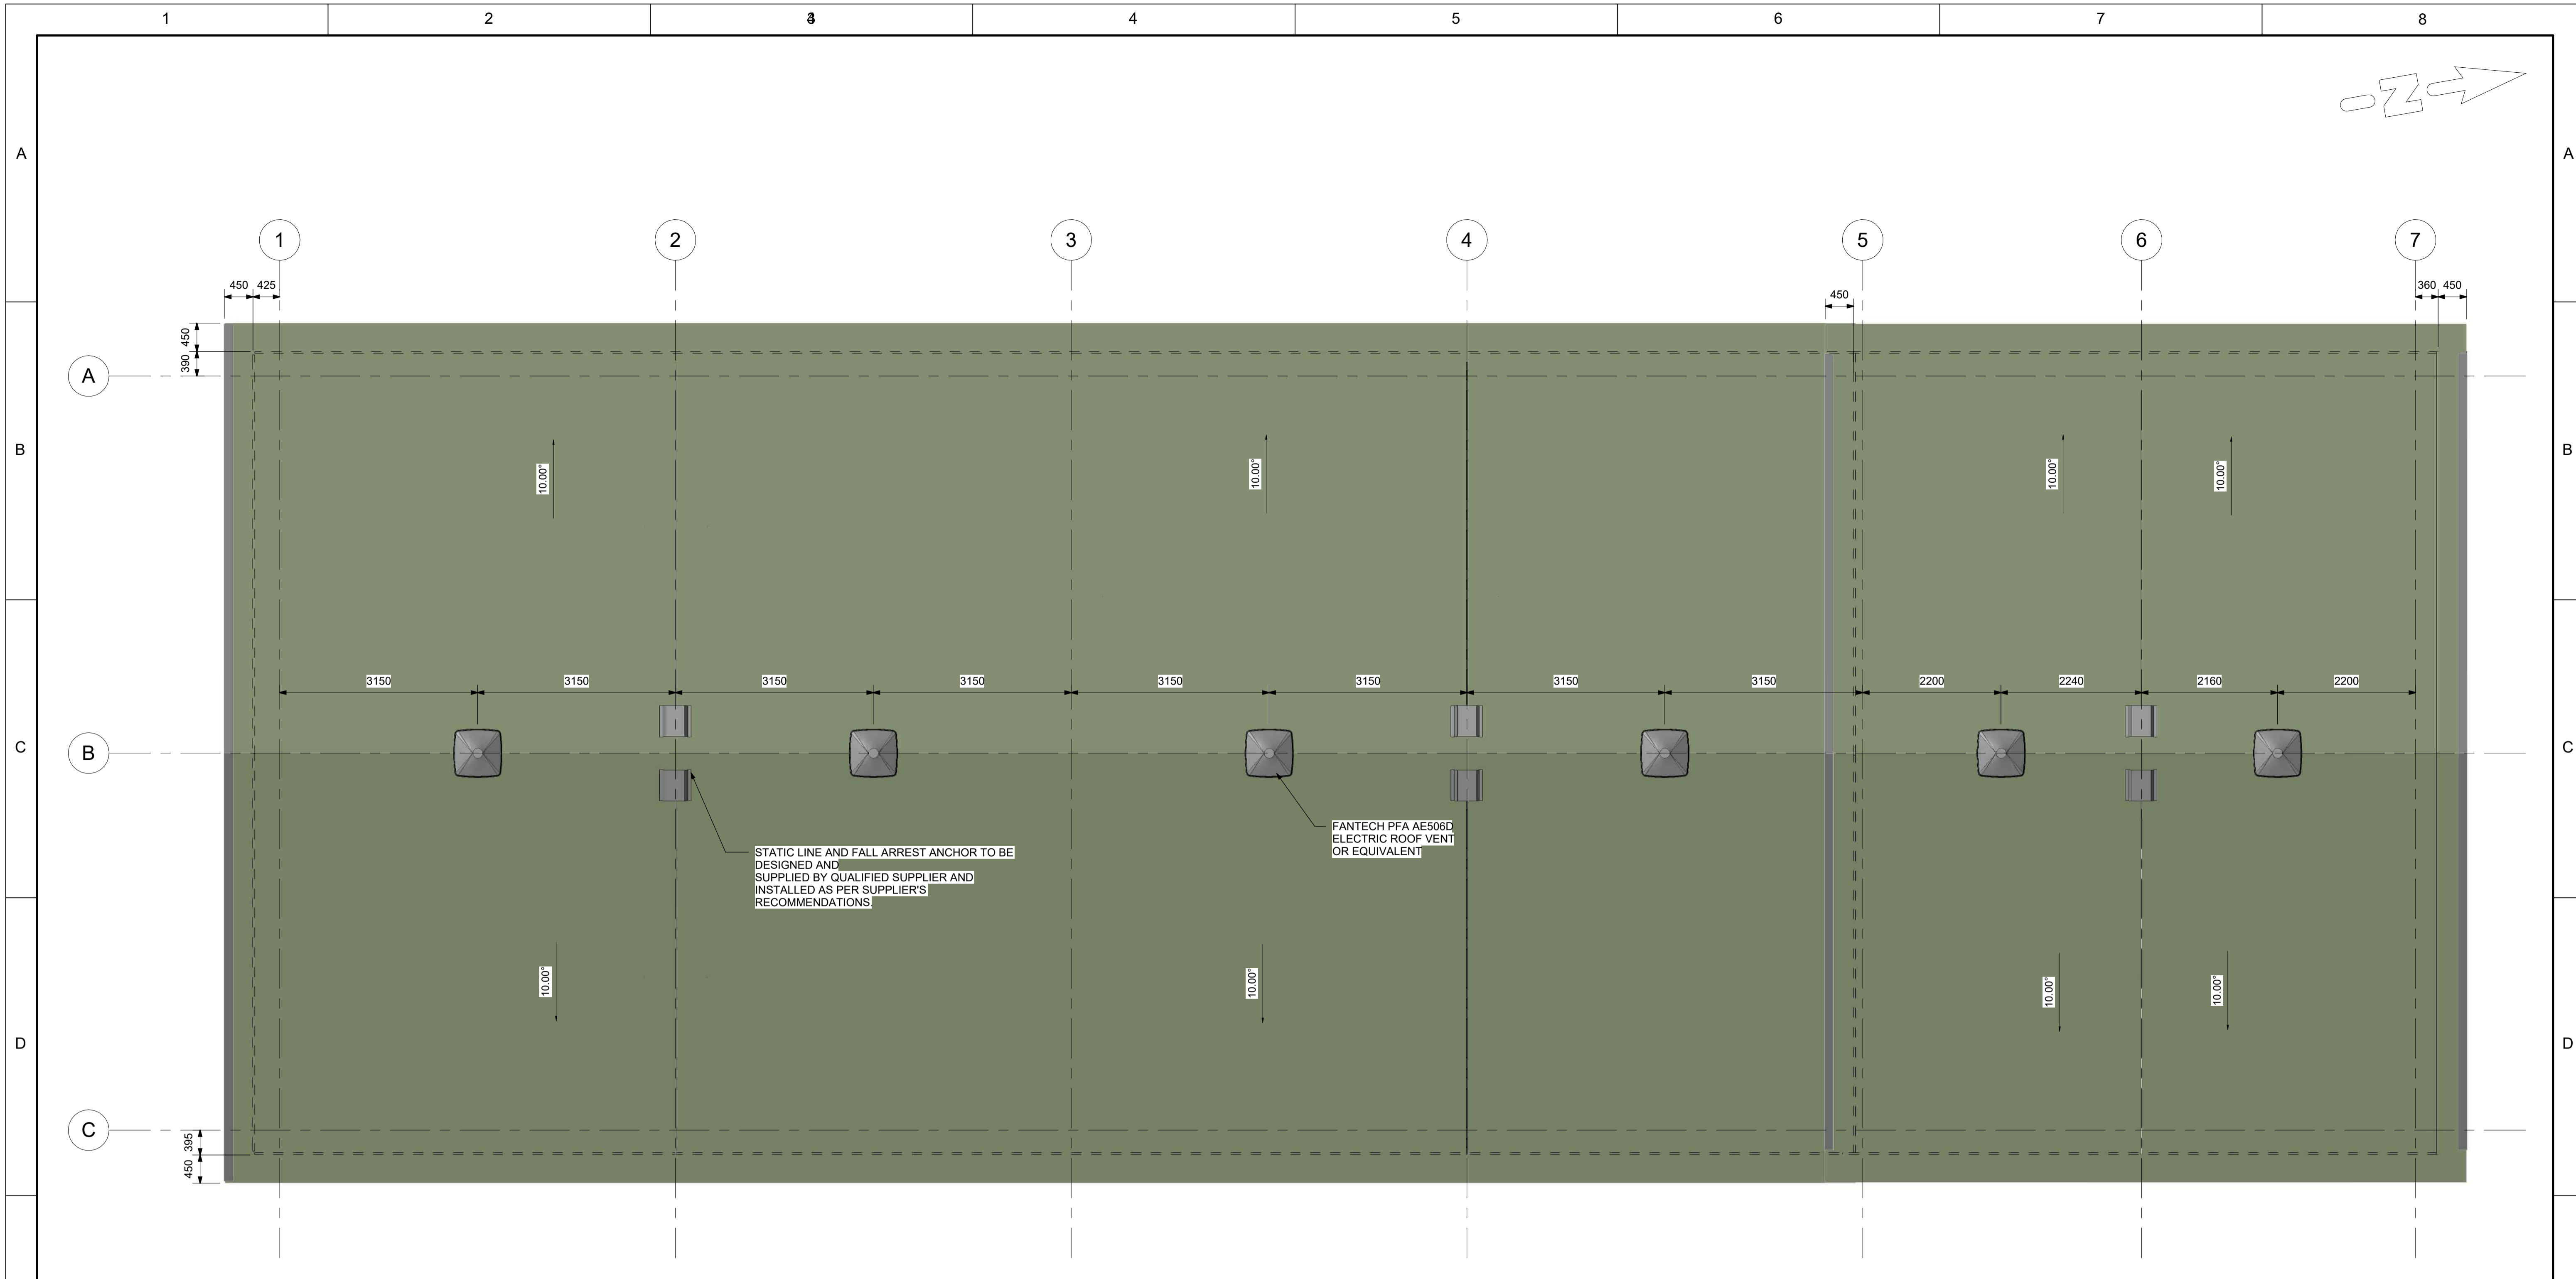 1 2 3 4 5 6 7 8
A A
N
1 2 3 4 5 6 7
450 425 450 360 450
450
390
A
B B
10.00° 10.00° 10.00° 10.00°
3150 3150 3150 3150 3150 3150 3150 3150 2200 2240 2160 2200
C C
B
FANTECH PFA AE506D
ELECTRIC ROOF VENT
OR EQUIVALENT
STATIC LINE AND FALL ARREST ANCHOR TO BE
DESIGNED AND
SUPPLIED BY QUALIFIED SUPPLIER AND
INSTALLED AS PER SUPPLIER'S
RECOMMENDATIONS.
10.00° 10.00° 10.00° 10.00°
D D
C
395
450